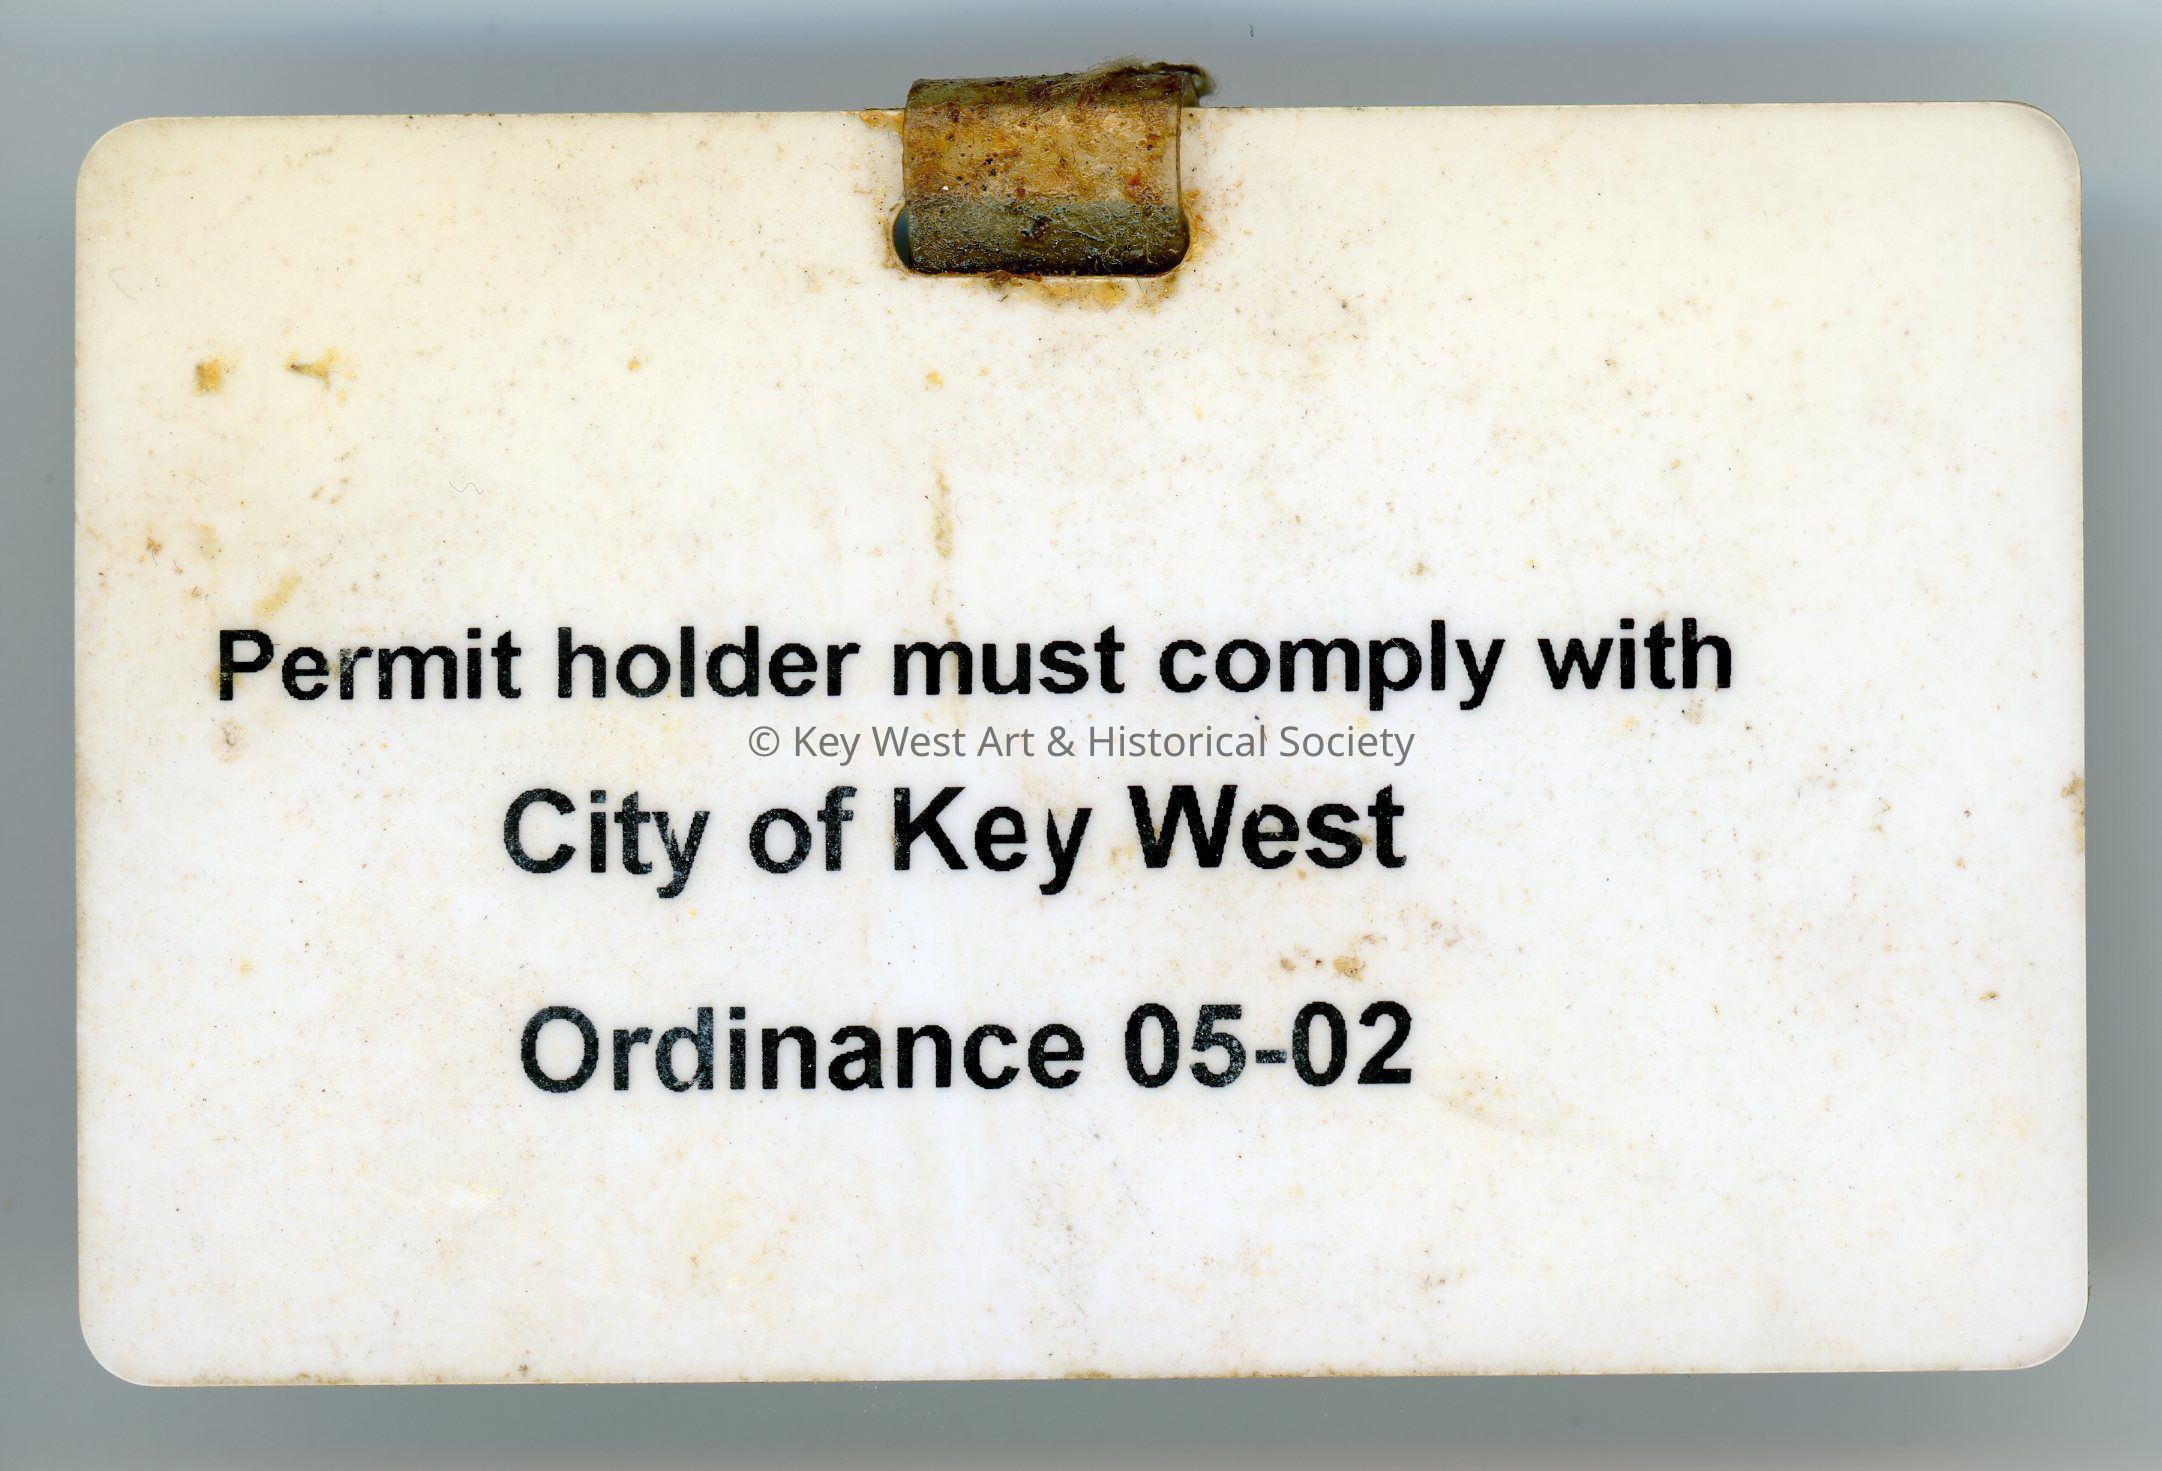 Permit holder must comply with
© Key West Art & Historical Society
City of Key West
Ordinance 05-02